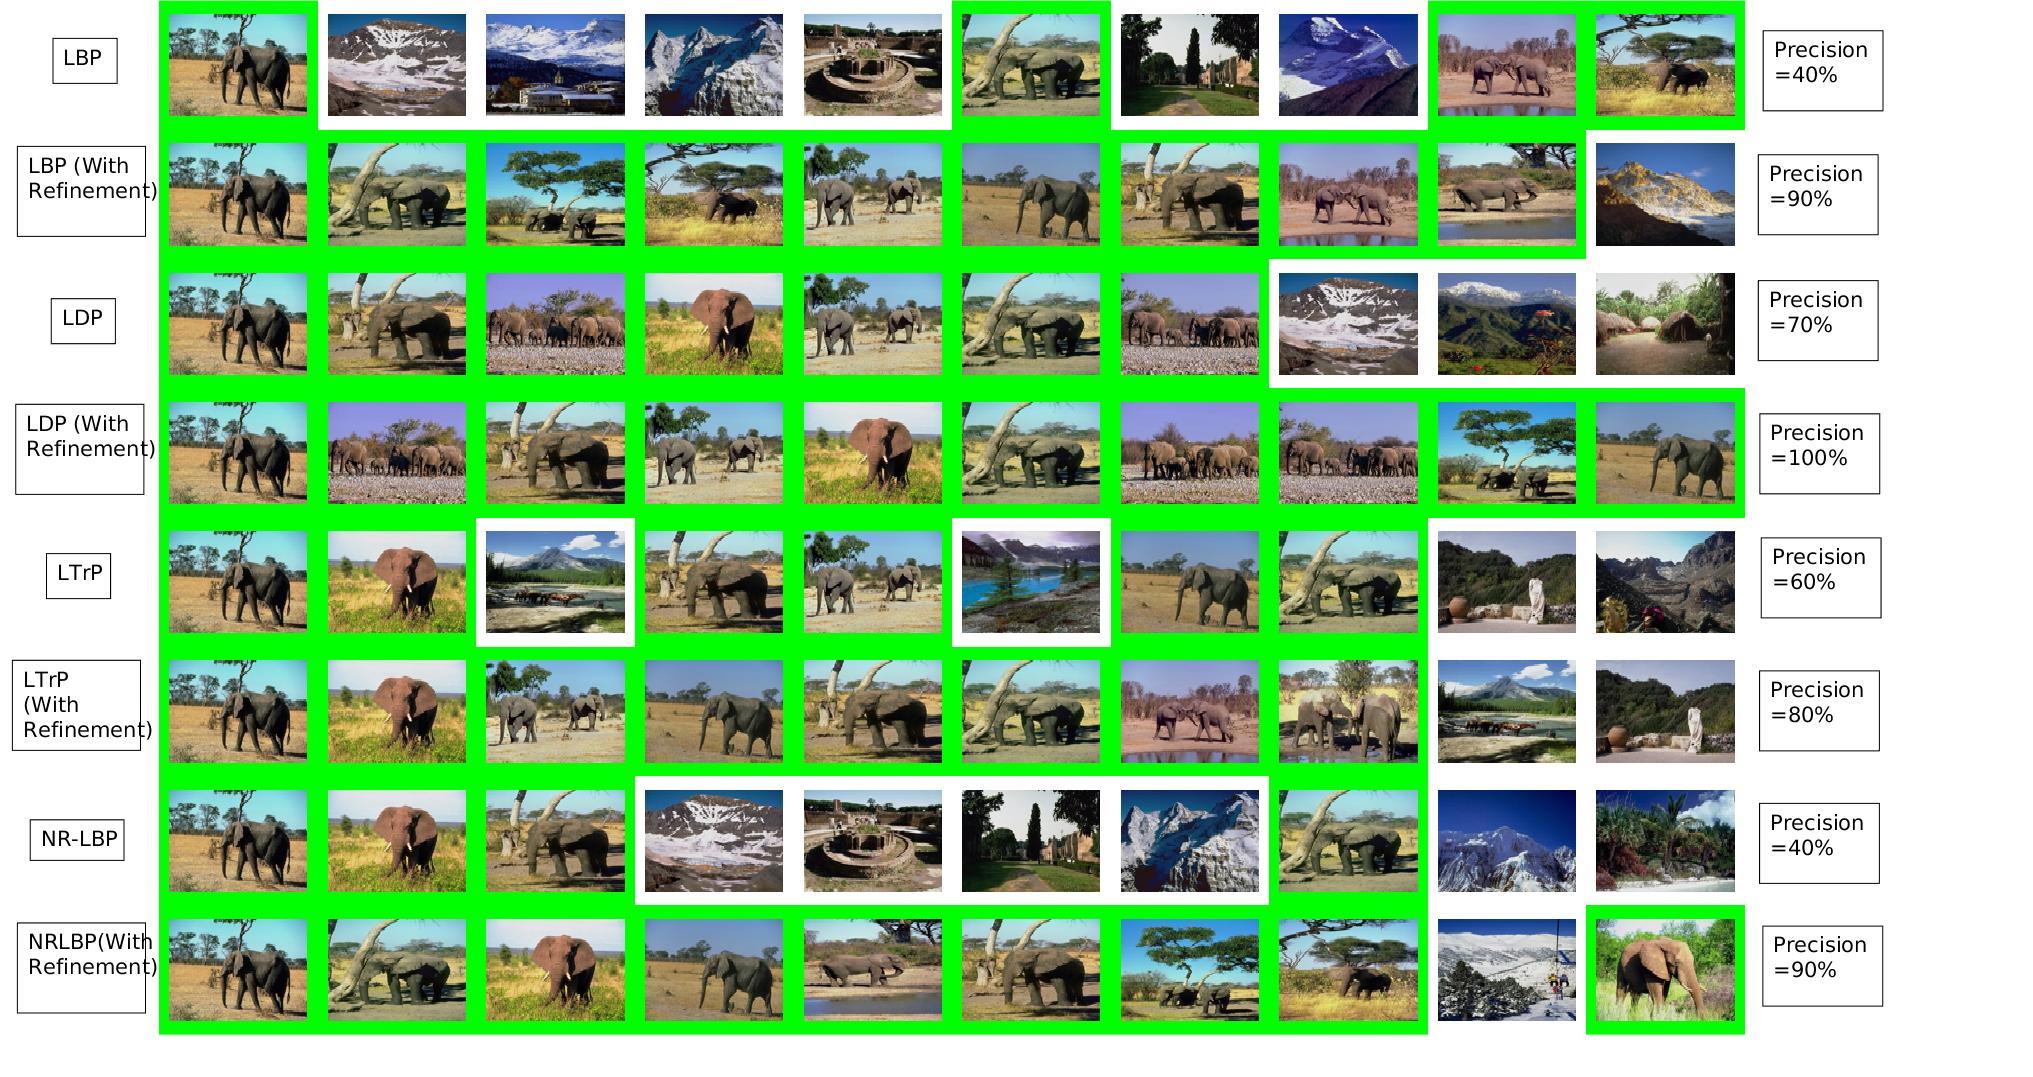 LBP
Precision
=40%
LBP (With
Refinement)
Precision
=90%
LDP
Precision
=70%
LDP (With
Refinement)
Precision
=100%
LTrP
Precision
=60%
LTrP
(With
Refinement)
Precision
=80%
NR-LBP
Precision
=40%
NRLBP(With
Refinement)
Precision
=90%